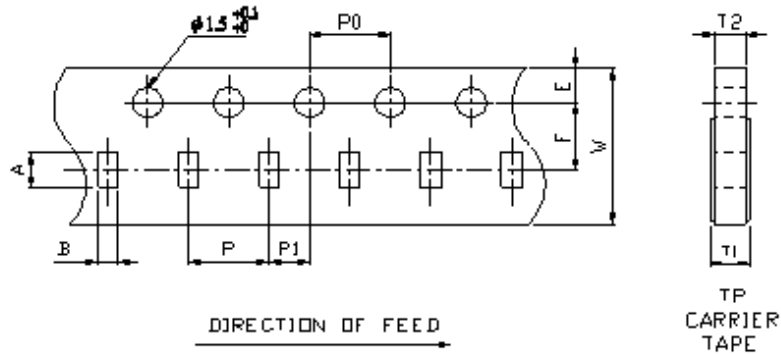 ϕ1.5 +0.1 +0
P0
T2
E
F
W
A
B
P
P1
T1
TP
CARRIER
TAPE
DIRECTION OF FEED